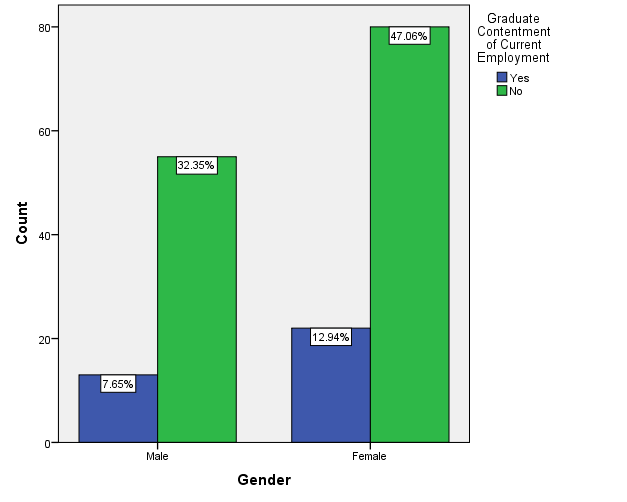 Graduate
Contentment
of Current
Employment
Yes
No
80
60
40
20
0
Count
7.65%
32.35%
12.94%
47.06%
Male
Female
Gender